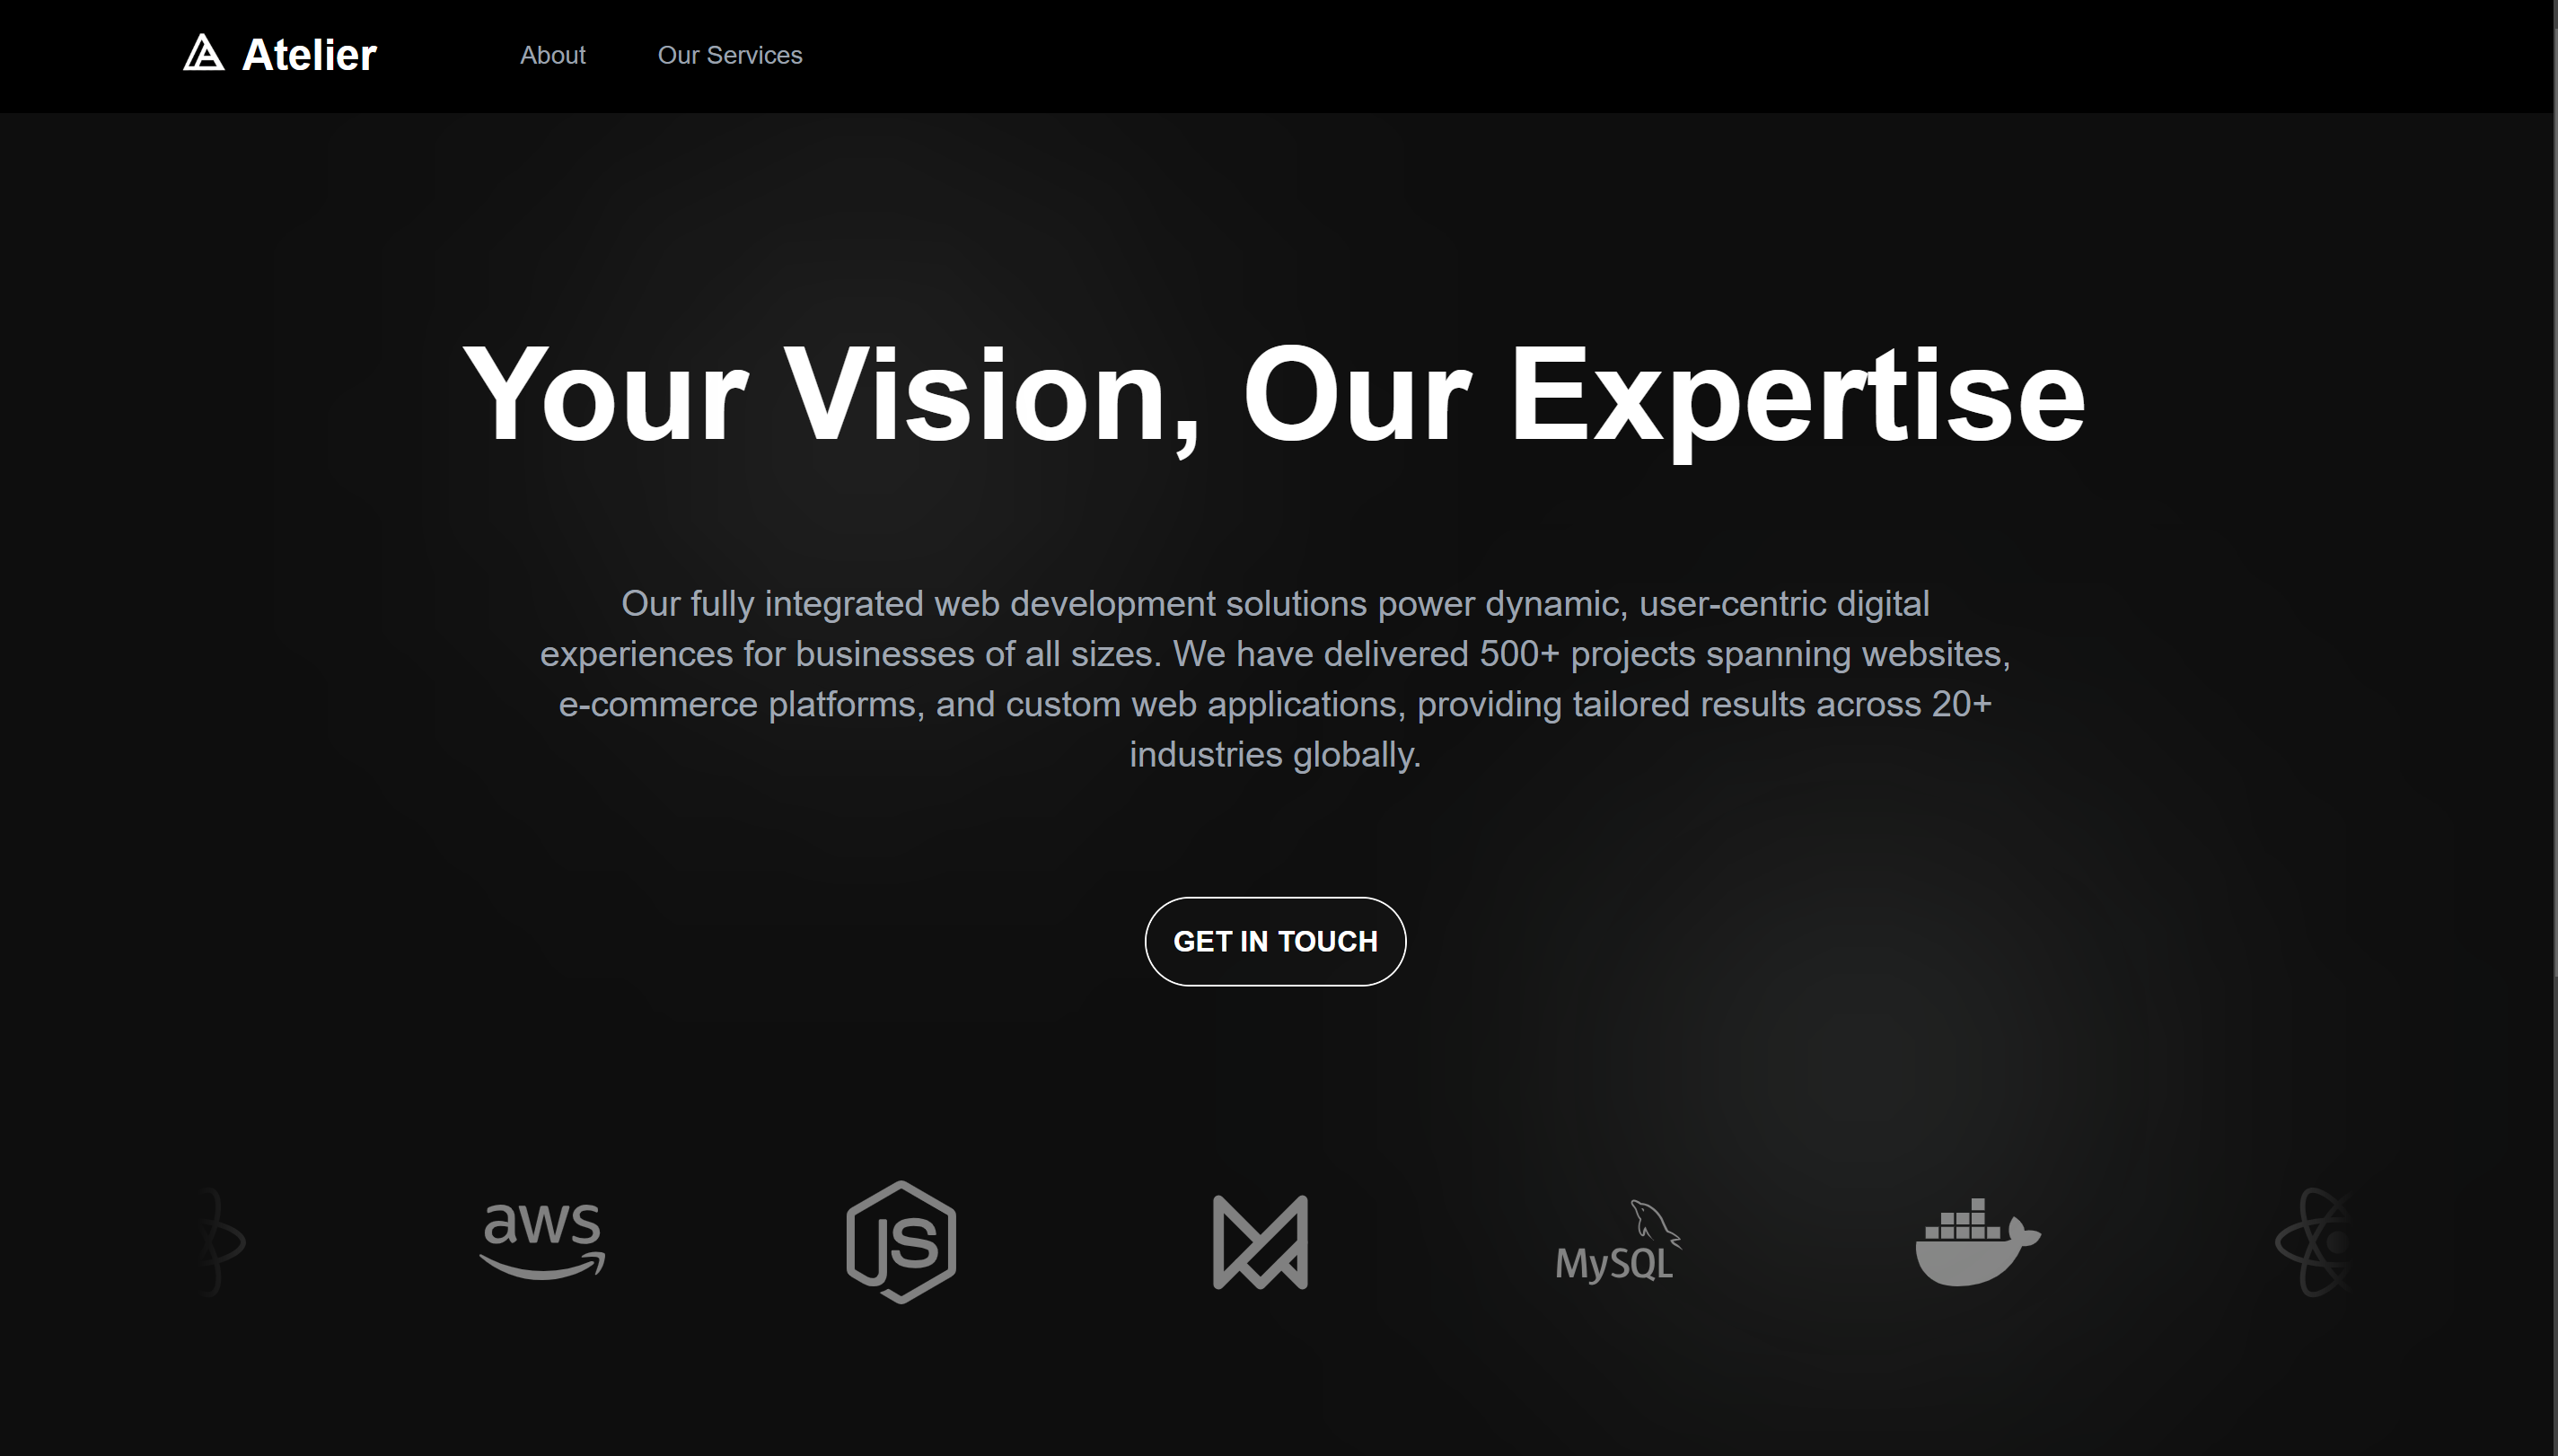 Atelier
About
Our Services
Your Vision, Our Expertise
Our fully integrated web development solutions power dynamic, user-centric digital
experiences for businesses of all sizes. We have delivered 500+ projects spanning websites,
e-commerce platforms, and custom web applications, providing tailored results across 20+
industries globally.
GET IN TOUCH
aws
JS
MySQL